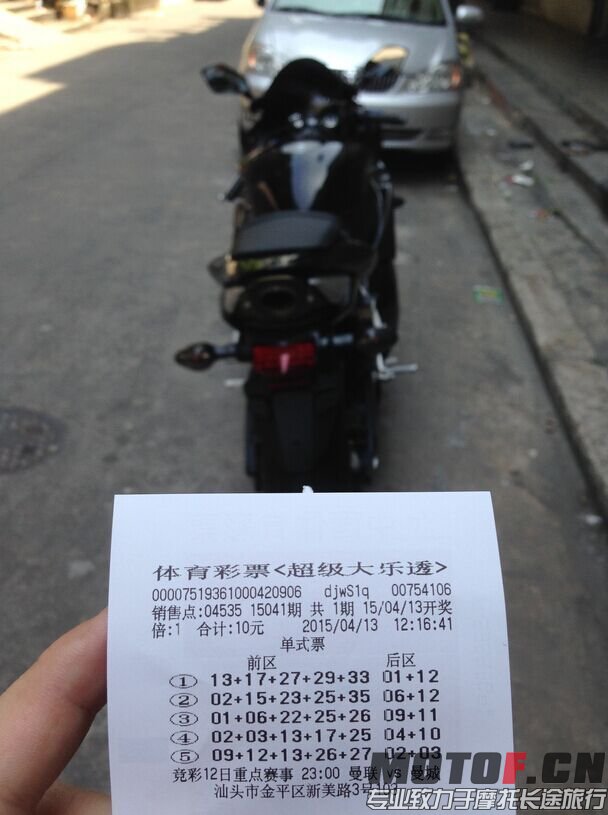 体育彩票<超级大乐透>
00007519361000420906 djwS1q 00754106
销售点:04535 15041期 共 1期 15/04/13开奖
倍:1 合计:10元 2015/04/13 12:16:41
单式票
前区 后区
① 13+17+27+29+33 01+12
② 02+15+23+25+35 06+12
③ 01+06+22+25+26 09+11
④ 02+03+13+17+25 04+10
⑤ 09+12+13+26+27 02+03
竞彩12日重点赛事 23:00 曼联 vs 曼城
汕头市金平区新美路3号103
MOTOF.CN
专业致力于摩托长途旅行